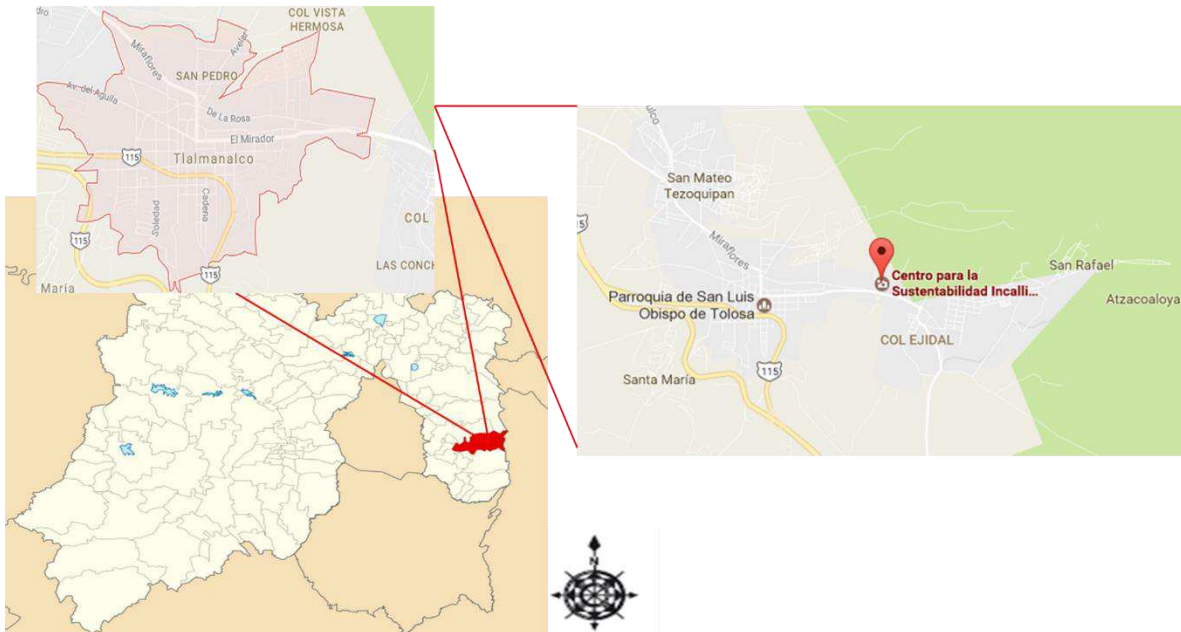 COL VISTA
HERMOSA
Miraflores
Avelar
SAN PEDRO
Av. del Aguila
De La Rosa
El Mirador
115
Tlalmanalco
Soledad
Cadena
115
115
COL
LAS CONCH
María
San Mateo
Tezoquipan
115
Miraflores
Centro para la
Sustentabilidad Incalli...
San Rafael
Atzacoaloya
Parroquia de San Luis
Obispo de Tolosa
COL EJIDAL
115
Santa María
N